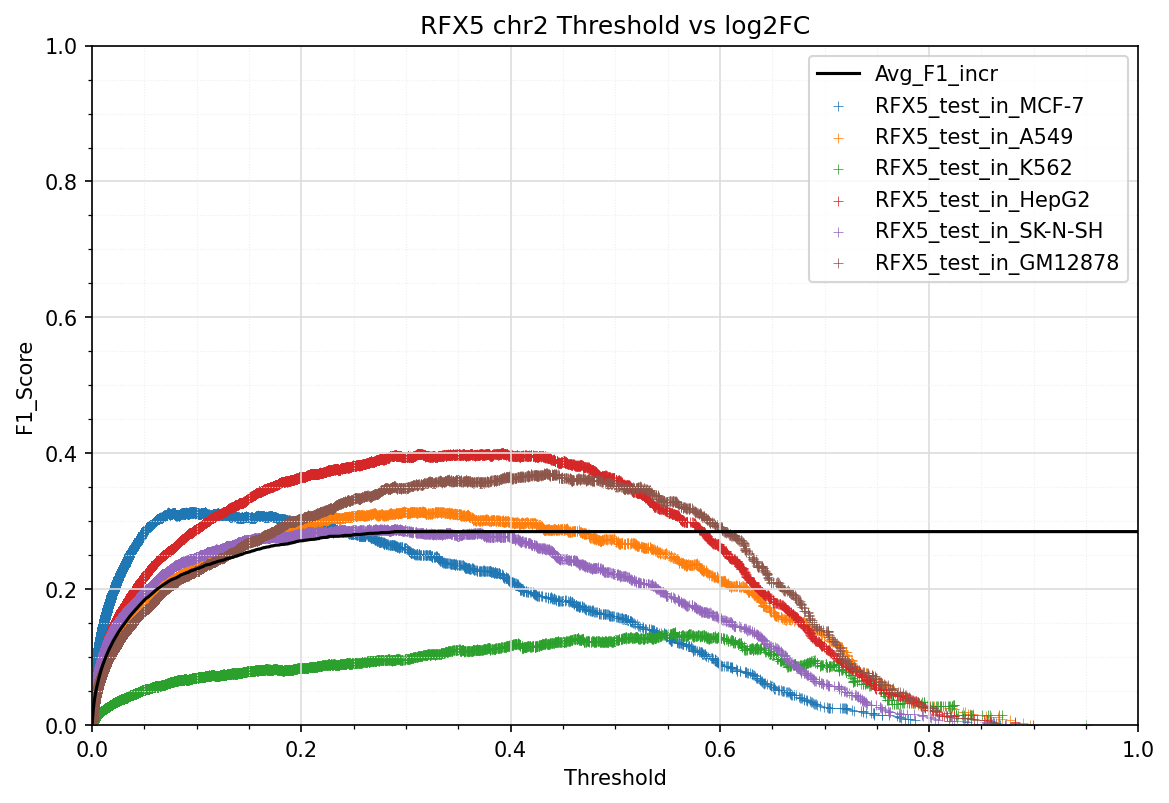 RFX5 chr2 Threshold vs log2FC
1.0
0.8
0.6
0.4
0.2
0.0
F1_Score
Avg_F1_incr
RFX5_test_in_MCF-7
RFX5_test_in_A549
RFX5_test_in_K562
RFX5_test_in_HepG2
RFX5_test_in_SK-N-SH
RFX5_test_in_GM12878
0.0 0.2 0.4 0.6 0.8 1.0
Threshold